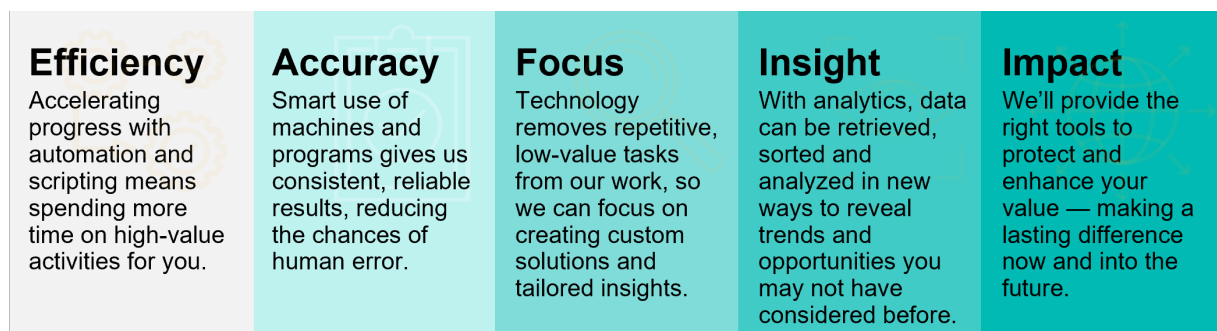 Efficiency
Accelerating
progress with
automation and
scripting means
spending more
time on high-value
activities for you.
Accuracy
Smart use of
machines and
programs gives us
consistent, reliable
results, reducing
the chances of
human error.
Focus
Technology
removes repetitive,
low-value tasks
from our work, so
we can focus on
creating custom
solutions and
tailored insights.
Insight
With analytics, data
can be retrieved,
sorted and
analyzed in new
ways to reveal
trends and
opportunities you
may not have
considered before.
Impact
We’ll provide the
right tools to
protect and
enhance your
value — making a
lasting difference
now and into the
future.